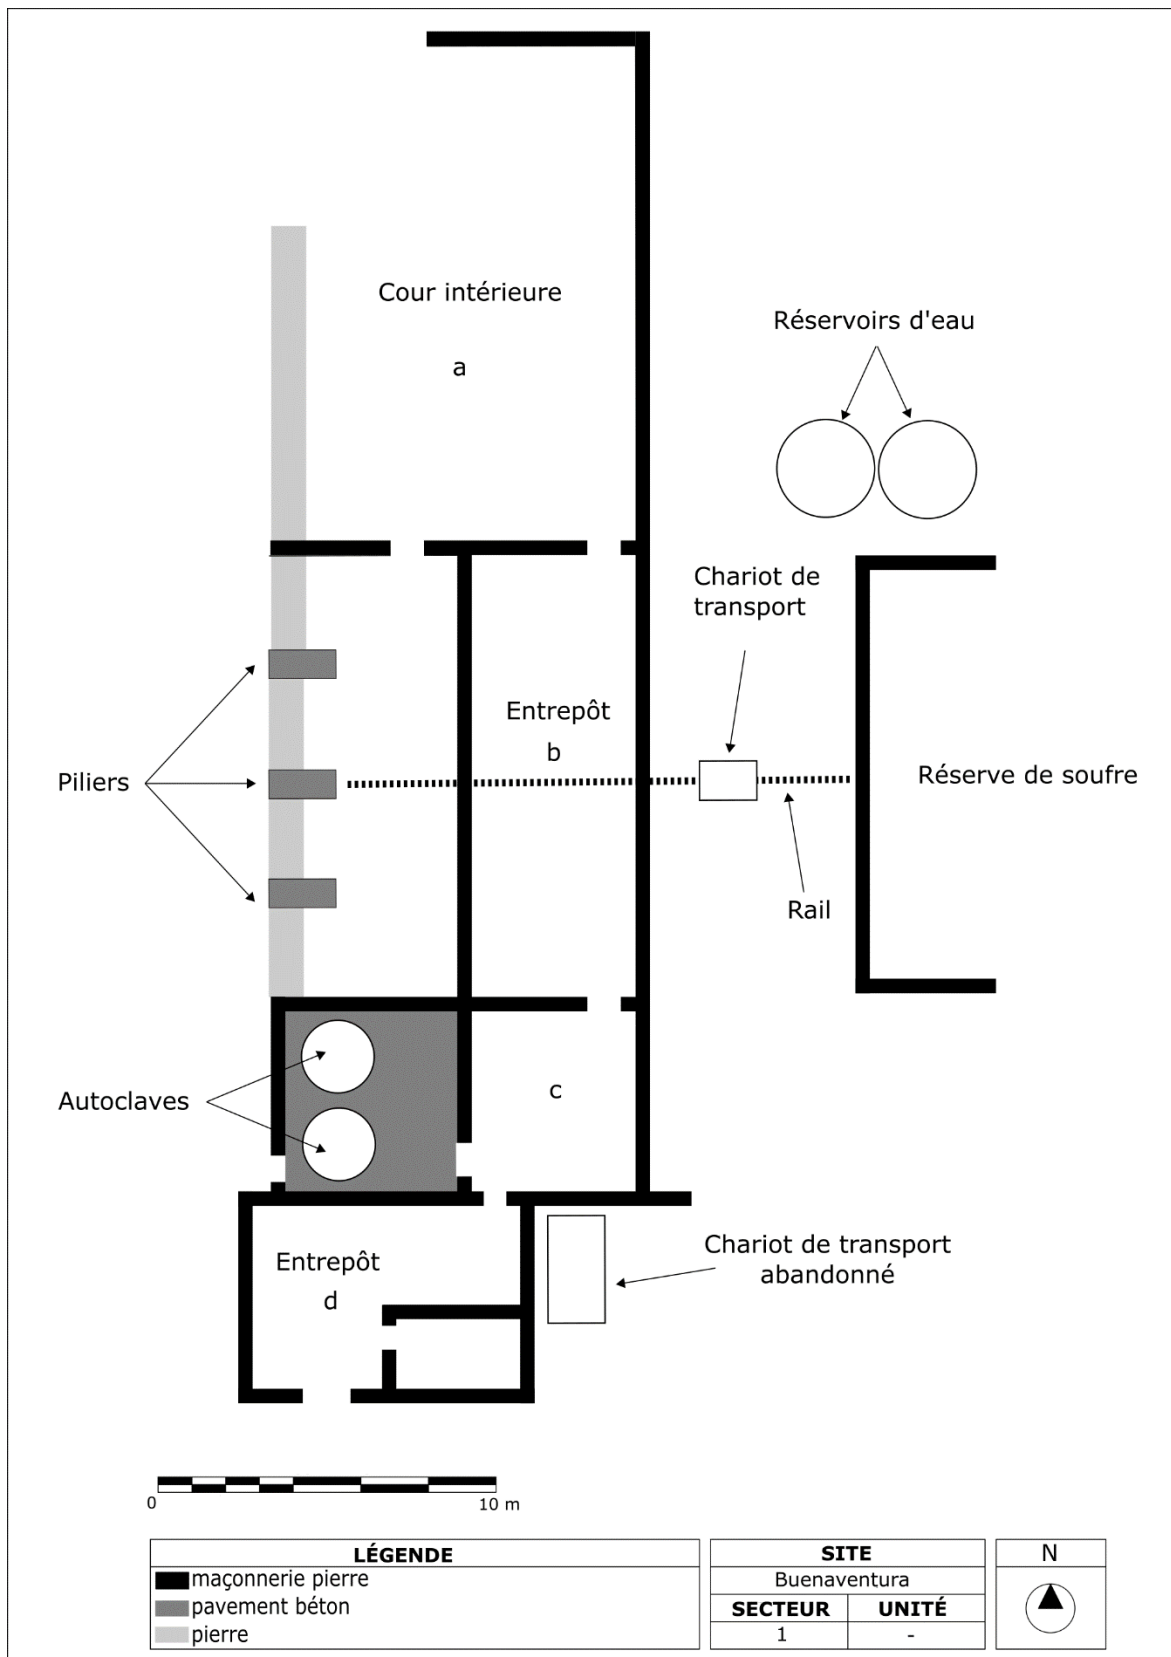 Cour intérieure
a
Réservoirs d'eau
Chariot de
transport
Entrepôt
b
Piliers
Réserve de soufre
Rail
c
Autoclaves
Entrepôt
d
Chariot de transport
abandonné
0
10 m
LÉGENDE
maçonnerie pierre
pavement béton
pierre
SITE
Buenaventura
SECTEUR
UNITÉ
1
-
N